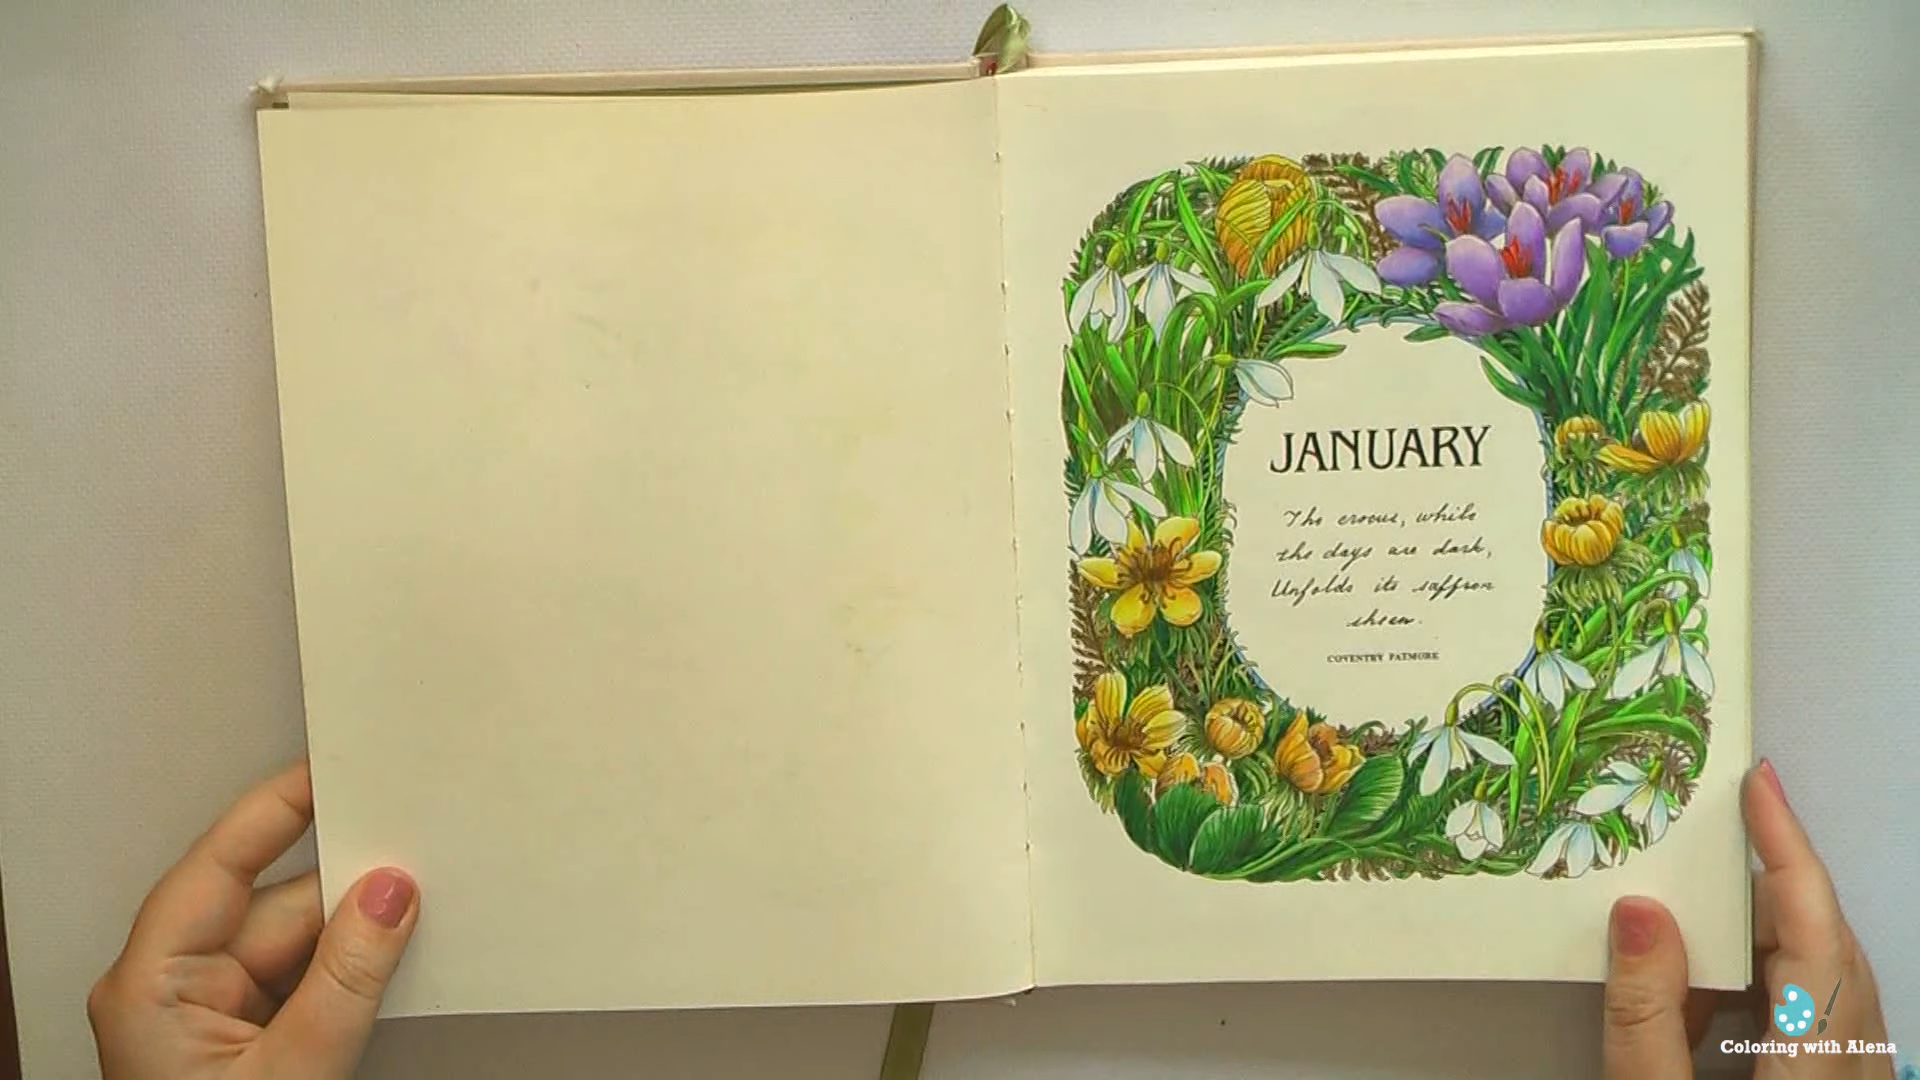 JANUARY
The crocus, while
the days are dark,
Unfolds its saffron
sheen.
COVENTRY PATMORE
Coloring with Alena